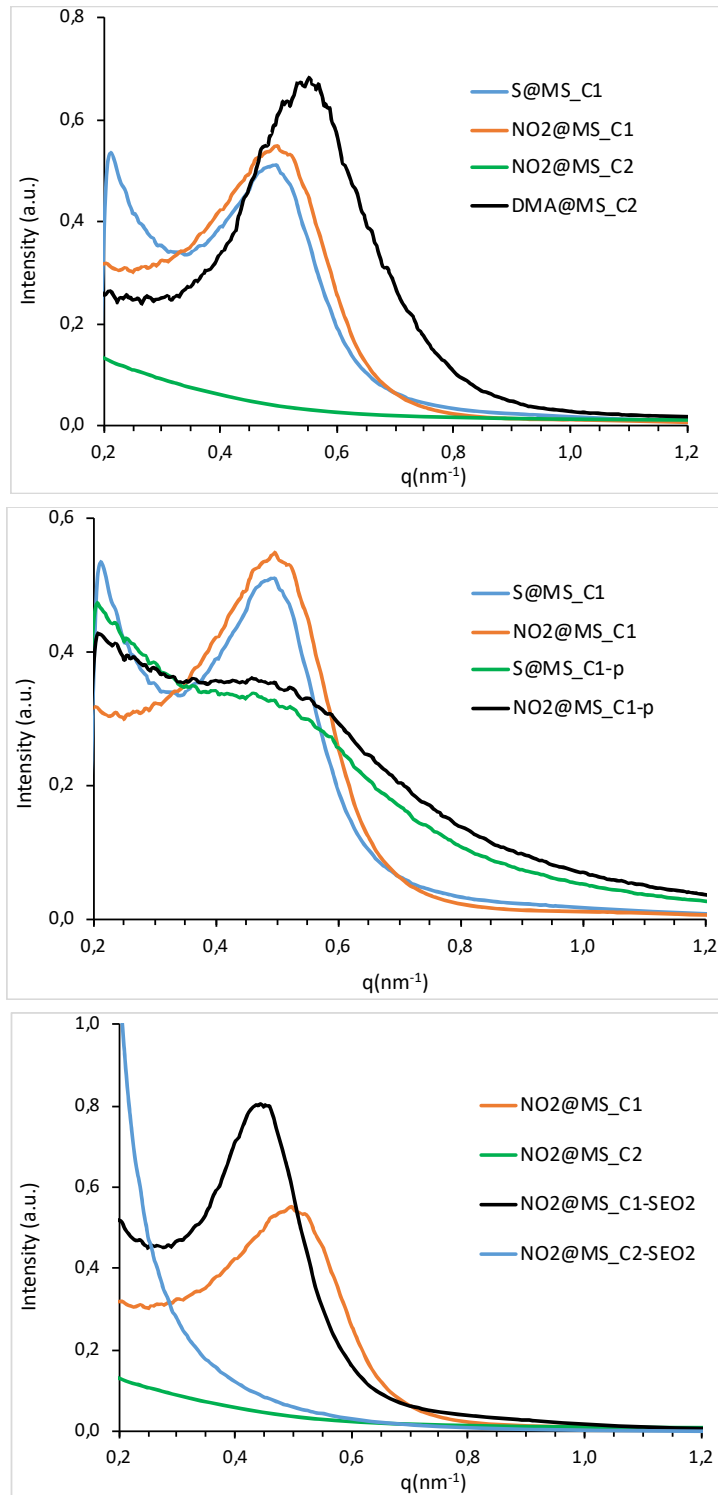 0,8
0,6
0,4
0,2
0,0
0,2 0,4 0,6 0,8 1,0 1,2
Intensity (a.u.)
q(nm⁻¹)
S@MS_C1
NO2@MS_C1
NO2@MS_C2
DMA@MS_C2
0,6
0,4
0,2
0,0
0,2 0,4 0,6 0,8 1,0 1,2
Intensity (a.u.)
q(nm⁻¹)
S@MS_C1
NO2@MS_C1
S@MS_C1-p
NO2@MS_C1-p
1,0
0,8
0,6
0,4
0,2
0,0
0,2 0,4 0,6 0,8 1,0 1,2
Intensity (a.u.)
q(nm⁻¹)
NO2@MS_C1
NO2@MS_C2
NO2@MS_C1-SEO2
NO2@MS_C2-SEO2